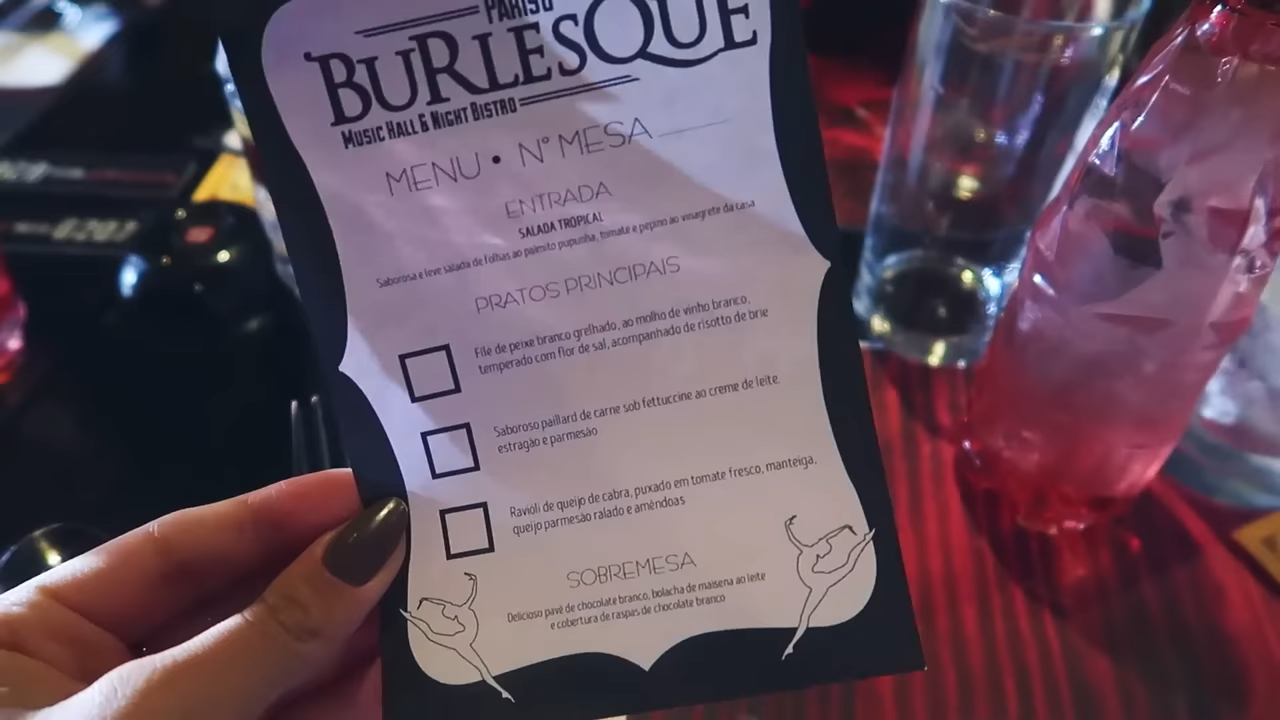 PARIS 6
BURLESQUE
MUSIC HALL & NIGHT BISTRO
MENU • Nº MESA
ENTRADA
SALADA TROPICAL
Saborosa e leve salada de folhas ao palmito pupunha, tomate e pepino ao vinagrete da casa
PRATOS PRINCIPAIS
File de peixe branco grelhado, ao molho de vinho branco,
temperado com flor de sal, acompanhado de risotto de brie
Saboroso paillard de carne sob fettuccine ao creme de leite,
estragão e parmesão
Ravióli de queijo de cabra, puxado em tomate fresco, manteiga,
queijo parmesão ralado e amêndoas
SOBREMESA
Delicioso pavê de chocolate branco, bolacha de maisena ao leite
e cobertura de raspas de chocolate branco